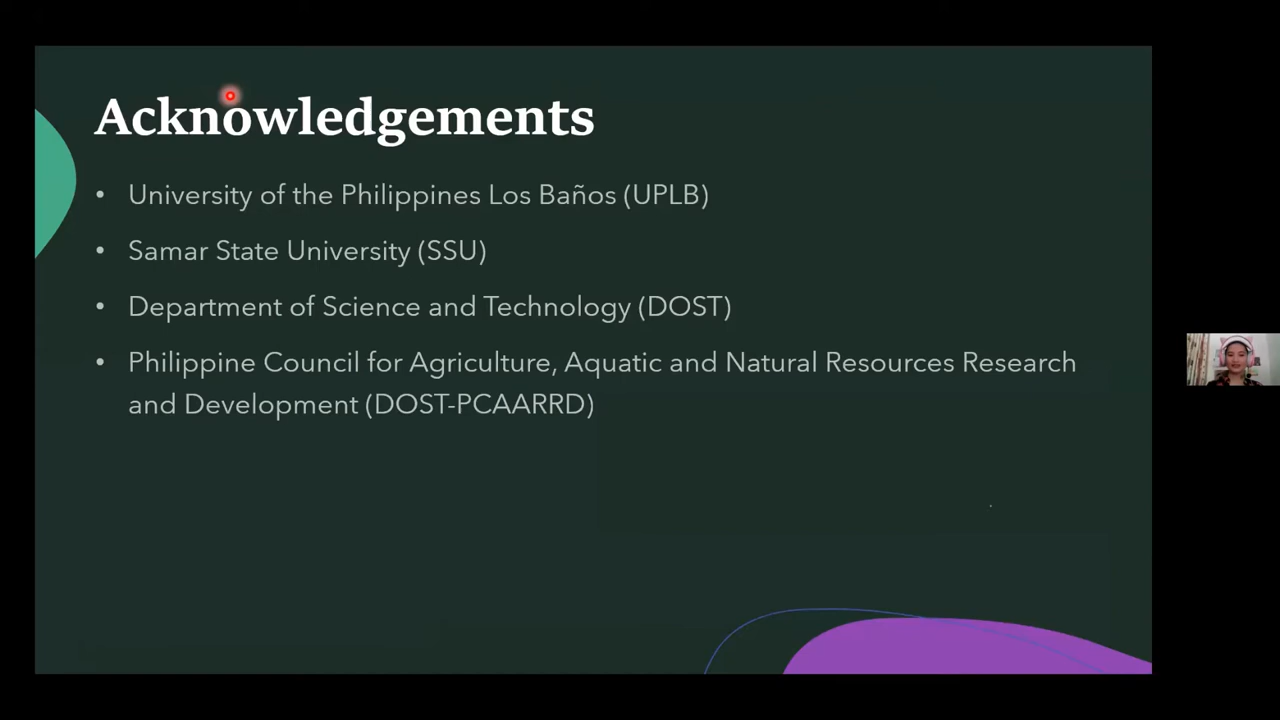 Acknowledgements
• University of the Philippines Los Baños (UPLB)
• Samar State University (SSU)
• Department of Science and Technology (DOST)
• Philippine Council for Agriculture, Aquatic and Natural Resources Research
and Development (DOST-PCAARRD)